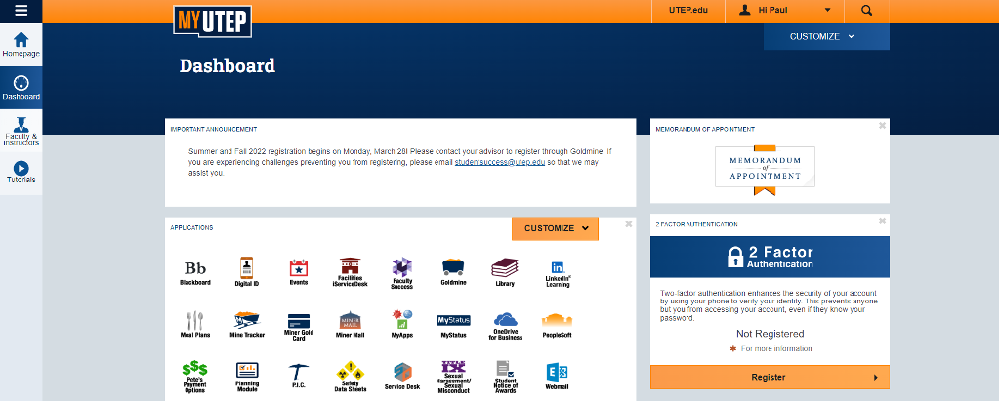 MY UTEP
UTEP.edu
Hi Paul
CUSTOMIZE
Homepage
Dashboard
Faculty &
Instructors
Tutorials
Dashboard
IMPORTANT ANNOUNCEMENT
Summer and Fall 2022 registration begins on Monday, March 28! Please contact your advisor to register through Goldmine. If
you are experiencing challenges preventing you from registering, please email studentsuccess@utep.edu so that we may
assist you.
MEMORANDUM OF APPOINTMENT
MEMORANDUM
of
APPOINTMENT
APPLICATIONS
CUSTOMIZE
Bb
Blackboard
Digital ID
Events
Facilities
iServiceDesk
Faculty
Success
Goldmine
Library
in
LinkedIn
Learning
Meal Plans
Mine Tracker
Miner Gold
Card
MINER
MALL
Miner Mall
MyApps
MyStatus
MyStatus
OneDrive
for Business
PeopleSoft
$$$
Pete's
Payment
Options
Planning
Module
P.I.C.
Safety
Data Sheets
Service Desk
IX
Sexual
Harassment/
Sexual
Misconduct
Student
Notice of
Awards
E
Webmail
2 FACTOR AUTHENTICATION
2 Factor
Authentication
Two-factor authentication enhances the security of your account
by using your phone to verify your identity. This prevents anyone
but you from accessing your account, even if they know your
password.
Not Registered
✱ For more information
Register